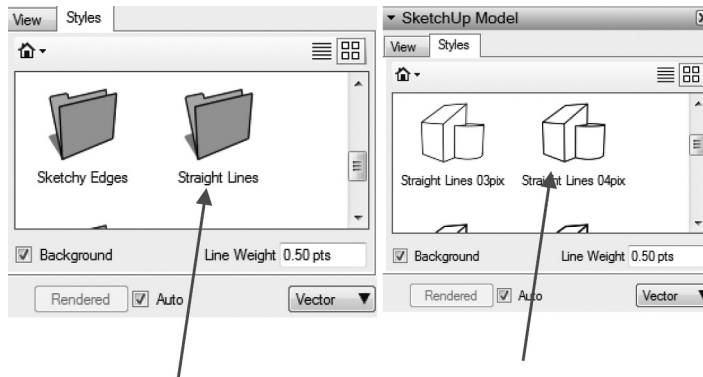 View Styles
Sketchy Edges Straight Lines
Background Line Weight 0.50 pts
Rendered Auto Vector
SketchUp Model
View Styles
Straight Lines 03pix Straight Lines 04pix
Background Line Weight 0.50 pts
Rendered Auto Vector